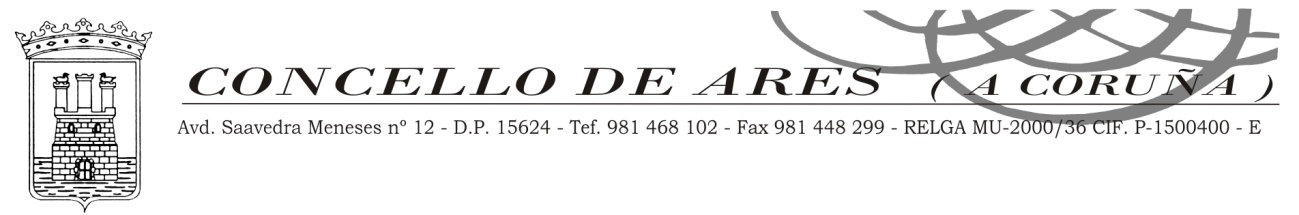 CONCELLO DE ARES ( A CORUÑA )
Avd. Saavedra Meneses nº 12 - D.P. 15624 - Tef. 981 468 102 - Fax 981 448 299 - RELGA MU-2000/36 CIF. P-1500400 - E